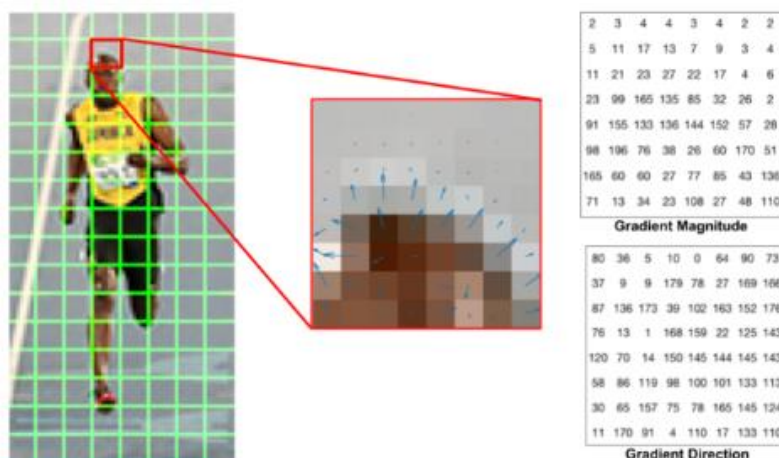 2 3 4 4 3 4 2 2
5 11 17 13 7 9 3 4
11 21 23 27 22 17 4 6
23 99 165 135 85 32 26 2
91 155 133 136 144 152 57 28
98 196 76 38 26 60 170 51
165 60 60 27 77 85 43 136
71 13 34 23 108 27 48 110
Gradient Magnitude
80 36 5 10 0 64 90 73
37 9 9 179 78 27 169 166
87 136 173 39 102 163 152 176
76 13 1 168 159 22 125 143
120 70 14 150 145 144 145 143
58 86 119 98 100 101 133 113
30 65 157 75 78 165 145 124
11 170 91 4 110 17 133 110
Gradient Direction